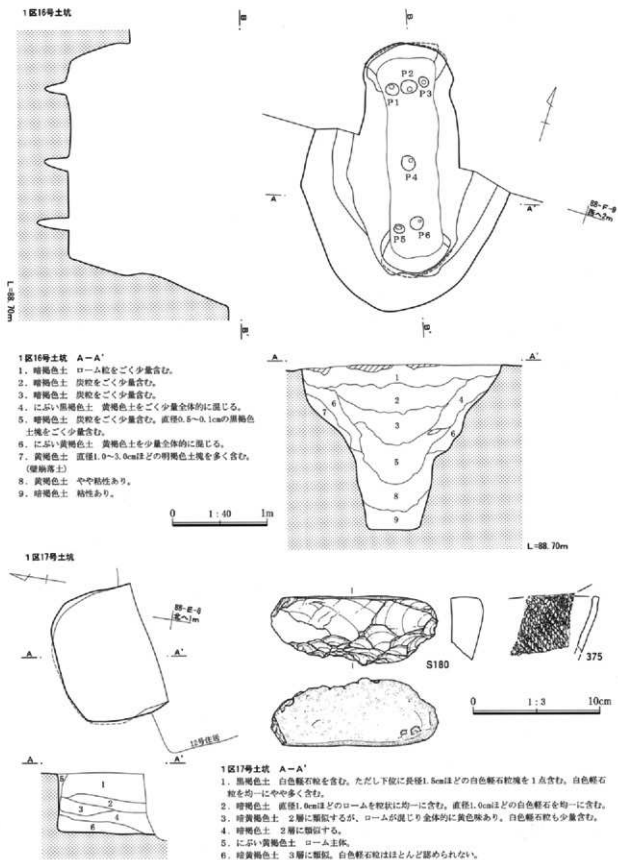 1区16号土坑
B
B
P2
P1
P3
P4
A
A'
P5
P6
L=88.70m
B'
B'
1区16号土坑 A-A'
1. 暗褐色土 ローム粒をごく少量含む。
2. 暗褐色土 炭粒をごく少量含む。
3. 暗褐色土 炭粒をごく少量含む。
4. にぶい黒褐色土 黄褐色土をごく少量全体的に混じる。
5. 暗褐色土 炭粒をごく少量含む。直径0.5~0.1cmの黒褐色
土塊をごく少量含む。
6. にぶい黄褐色土 黄褐色土を少量全体的に混じる。
7. 黄褐色土 直径1.0~3.0cmほどの明褐色土塊を多く含む。
(壁崩落土)
8. 黄褐色土 やや粘性あり。
9. 暗褐色土 粘性あり。
0 1:40 1m
A
A'
1
2
3
4
6
7
6
5
8
9
L=88.70m
1区17号土坑
A
A'
A
A'
5
1
2
3
4
6
S180
375
0 1:3 10cm
1区17号土坑 A-A'
1. 黒褐色土 白色軽石粒を含む。ただし下位に長径1.5cmほどの白色軽石粒塊を1点含む。白色軽石
粒を均一にやや多く含む。
2. 暗褐色土 直径1.0cmほどのロームを粒状に均一に含む。直径1.0cmほどの白色軽石を均一に含む。
3. 暗黄褐色土 2層に類似するが、ロームが混じり全体的に黄色味あり。白色軽石粒も少量含む。
4. 暗褐色土 2層に類似する。
5. にぶい黄褐色土 ローム主体。
6. 暗黄褐色土 3層に類似。白色軽石粒はほとんど認められない。